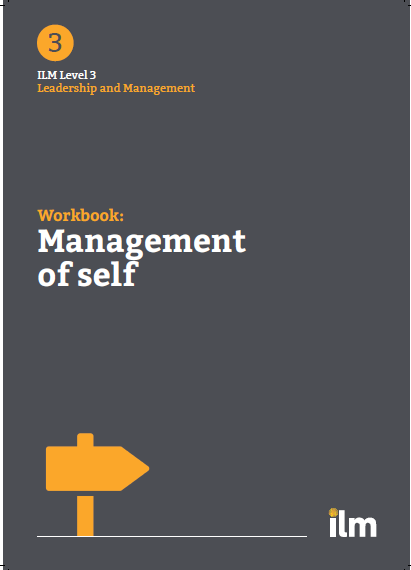 3
ILM Level 3
Leadership and Management
Workbook:
Management
of self
ilm